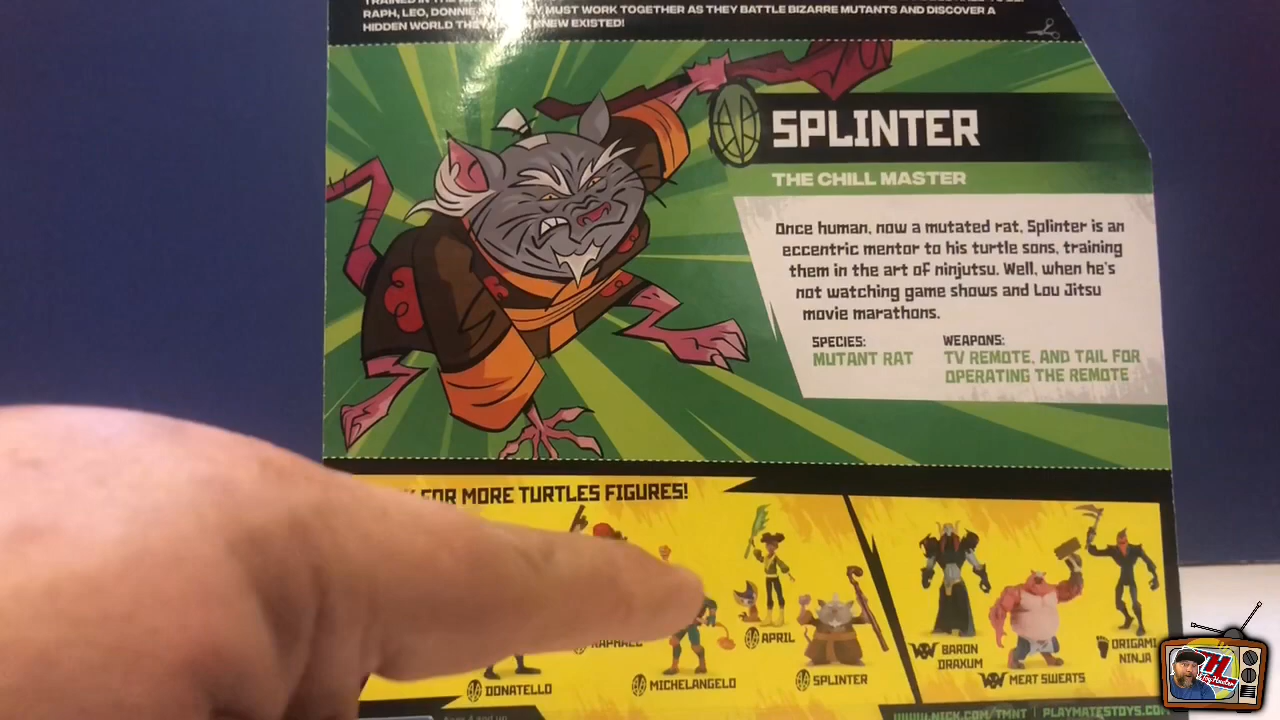 RAPH, LEO, DONNIE MUST WORK TOGETHER AS THEY BATTLE BIZARRE MUTANTS AND DISCOVER A
HIDDEN WORLD THEY KNEW EXISTED!
SPLINTER
THE CHILL MASTER
Once human, now a mutated rat, Splinter is an
eccentric mentor to his turtle sons, training
them in the art of ninjutsu. Well, when he's
not watching game shows and Lou Jitsu
movie marathons.
SPECIES:
MUTANT RAT
WEAPONS:
TV REMOTE, AND TAIL FOR
OPERATING THE REMOTE
FOR MORE TURTLES FIGURES!
RAPHAEL
DONATELLO
MICHELANGELO
APRIL
SPLINTER
BARON
DRAXUM
MEAT SWEATS
ORIGAMI
NINJA
WWW.NICK.COM/TMNT | PLAYMATESTOYS.COM